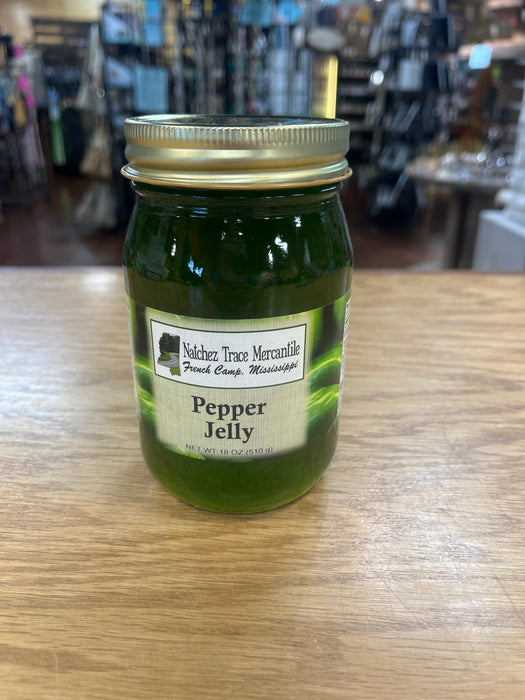 Natchez Trace Mercantile
French Camp, Mississippi
Pepper
Jelly
NET WT 18 OZ (510 g)